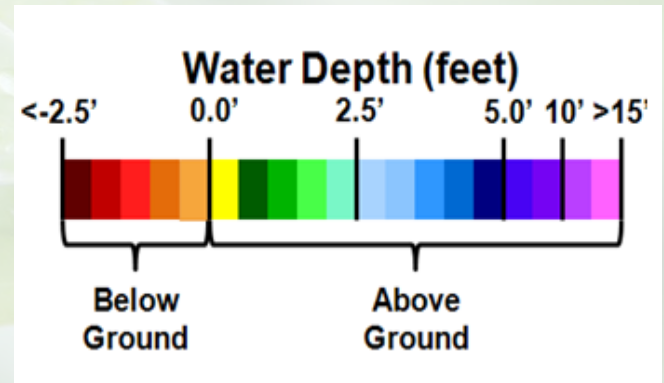 Water Depth (feet)
<-2.5’ 0.0’ 2.5’ 5.0’ 10’ >15’
Below Above
Ground Ground